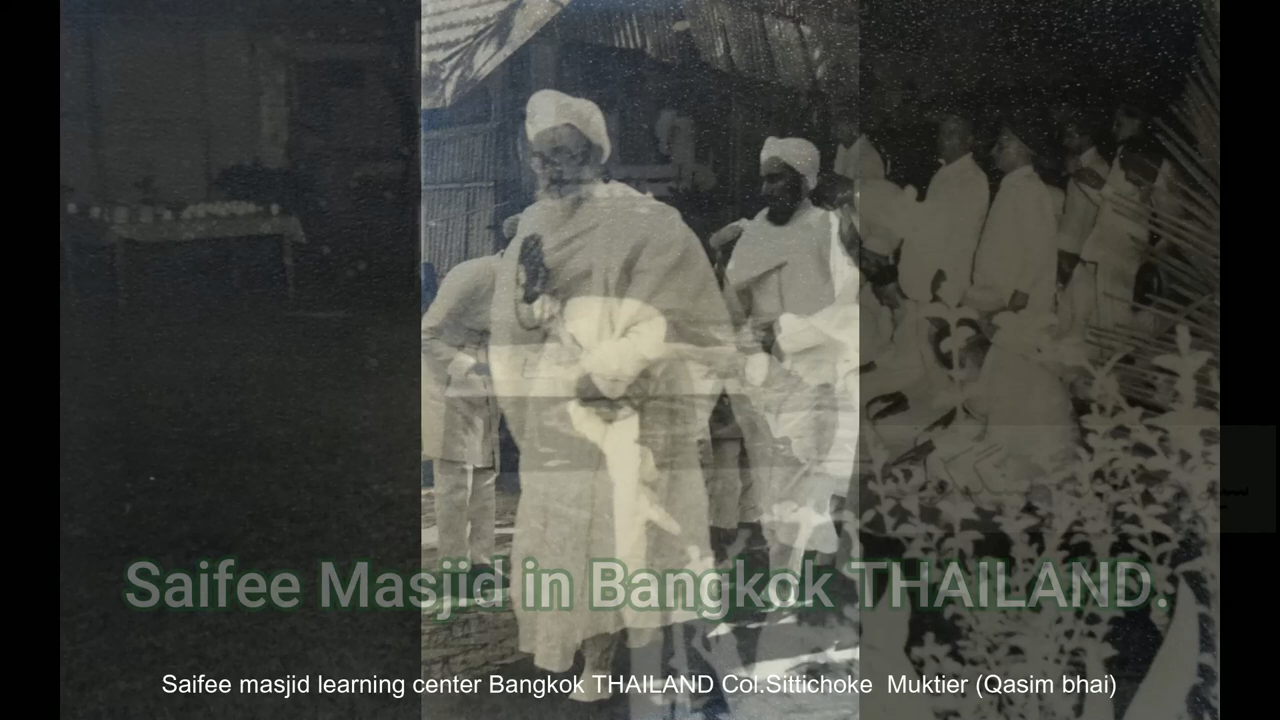 Saifee Masjid in Bangkok THAILAND.
Saifee masjid learning center Bangkok THAILAND Col.Sittichoke  Muktier (Qasim bhai)